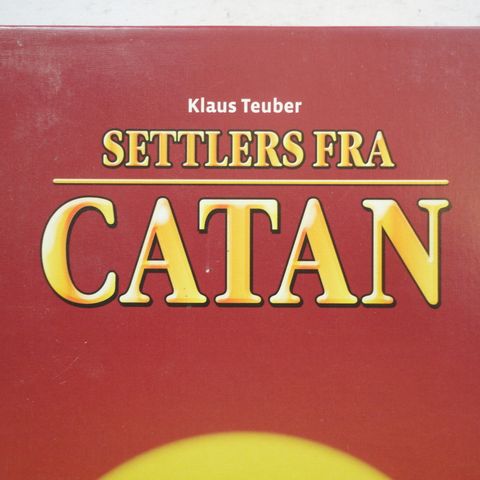 Klaus Teuber
SETTLERS FRA
CATAN